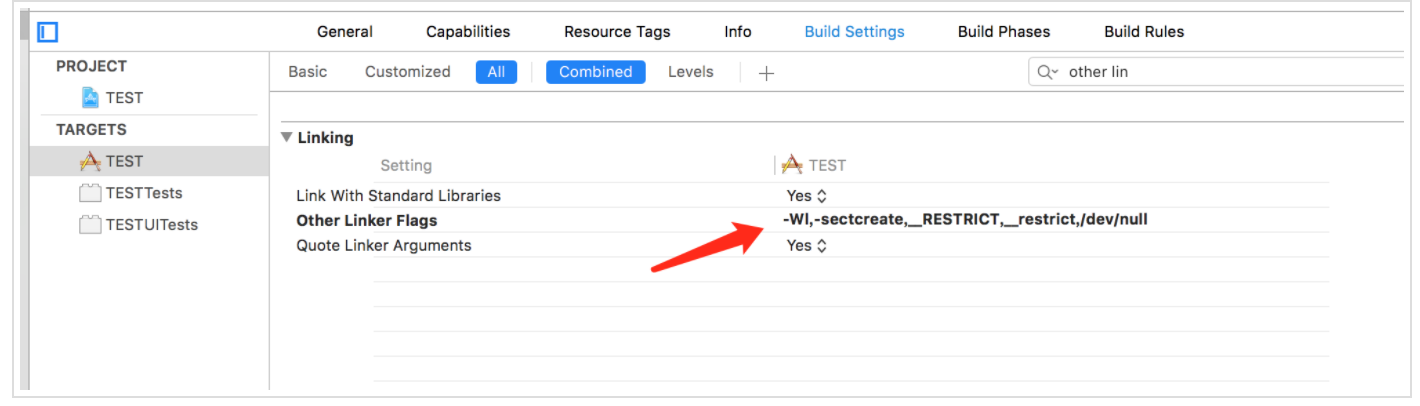 General Capabilities Resource Tags Info Build Settings Build Phases Build Rules
PROJECT
TEST
TARGETS
TEST
TESTTests
TESTUITests
Basic Customized All Combined Levels + other lin
Linking
Setting TEST
Link With Standard Libraries Yes
Other Linker Flags -Wl,-sectcreate,__RESTRICT,__restrict,/dev/null
Quote Linker Arguments Yes